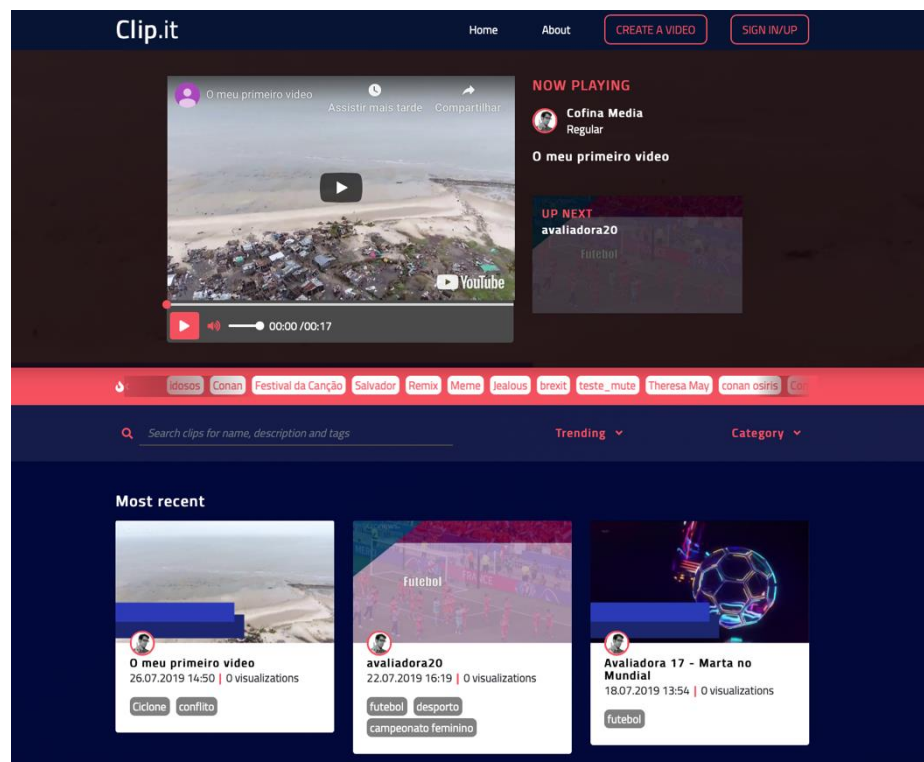 Clip.it
Home
About
CREATE A VIDEO
SIGN IN/UP
O meu primeiro video
Assistir mais tarde
Compartilhar
YouTube
00:00 /00:17
NOW PLAYING
Cofina Media
Regular
O meu primeiro video
UP NEXT
avaliadora20
Futebol
idosos Conan Festival da Canção Salvador Remix Meme Jealous brexit teste_mute Theresa May conan osiris
Search clips for name, description and tags
Trending
Category
Most recent
O meu primeiro video
26.07.2019 14:50 | 0 visualizations
Ciclone conflito
Futebol
avaliadora20
22.07.2019 16:19 | 0 visualizations
futebol desporto
campeonato feminino
Avaliadora 17 - Marta no
Mundial
18.07.2019 13:54 | 0 visualizations
futebol